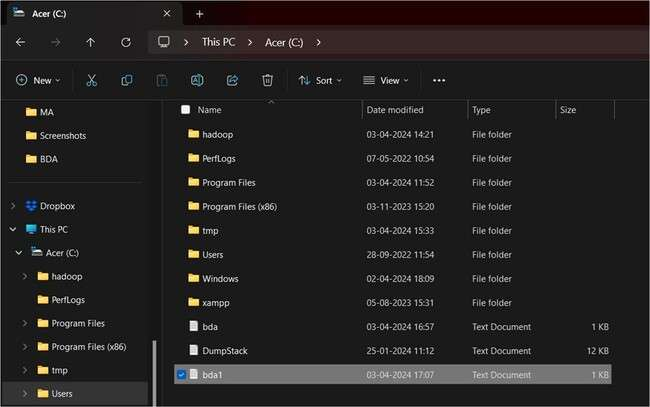 Acer (C:)
This PC
Acer (C:)
New
Sort
View
MA
Screenshots
BDA
Dropbox
This PC
Acer (C:)
hadoop
PerfLogs
Program Files
Program Files (x86)
tmp
Users
Name Date modified Type Size
hadoop 03-04-2024 14:21 File folder
PerfLogs 07-05-2022 10:54 File folder
Program Files 03-04-2024 11:52 File folder
Program Files (x86) 03-11-2023 15:20 File folder
tmp 03-04-2024 15:33 File folder
Users 28-09-2022 11:54 File folder
Windows 02-04-2024 18:09 File folder
xampp 05-08-2023 15:31 File folder
bda 03-04-2024 16:57 Text Document 1 KB
DumpStack 25-01-2024 11:12 Text Document 12 KB
bda1 03-04-2024 17:07 Text Document 1 KB